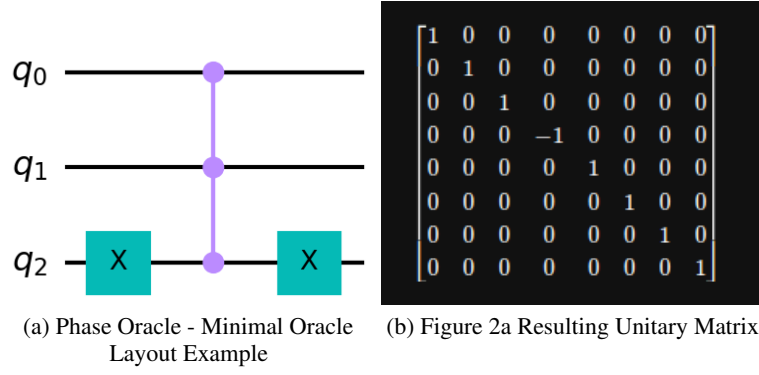 q0
q1
q2
X
X
1 0 0 0 0 0 0 0
0 1 0 0 0 0 0 0
0 0 1 0 0 0 0 0
0 0 0 −1 0 0 0 0
0 0 0 0 1 0 0 0
0 0 0 0 0 1 0 0
0 0 0 0 0 0 1 0
0 0 0 0 0 0 0 1
(a) Phase Oracle - Minimal Oracle
Layout Example
(b) Figure 2a Resulting Unitary Matrix